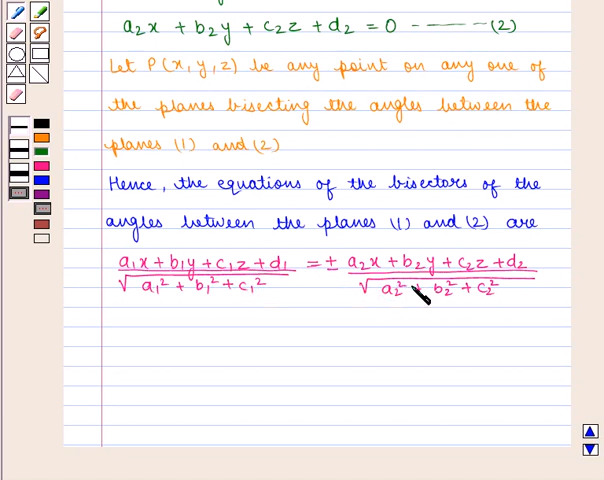 a₂x + b₂y + c₂z + d₂ = 0 ------- (2)
Let P(x, y, z) be any point on any one of
the planes bisecting the angles between the
planes (1) and (2)
Hence, the equations of the bisectors of the
angles between the planes (1) and (2) are
a₁x + b₁y + c₁z + d₁ = ± a₂x + b₂y + c₂z + d₂
√a₁² + b₁² + c₁² √a₂² + b₂² + c₂²